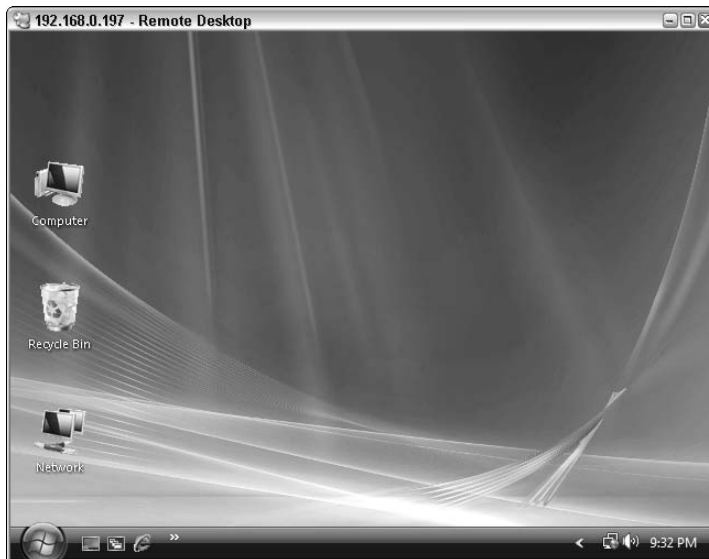 192.168.0.197 - Remote Desktop
Computer
Recycle Bin
Network
9:32 PM